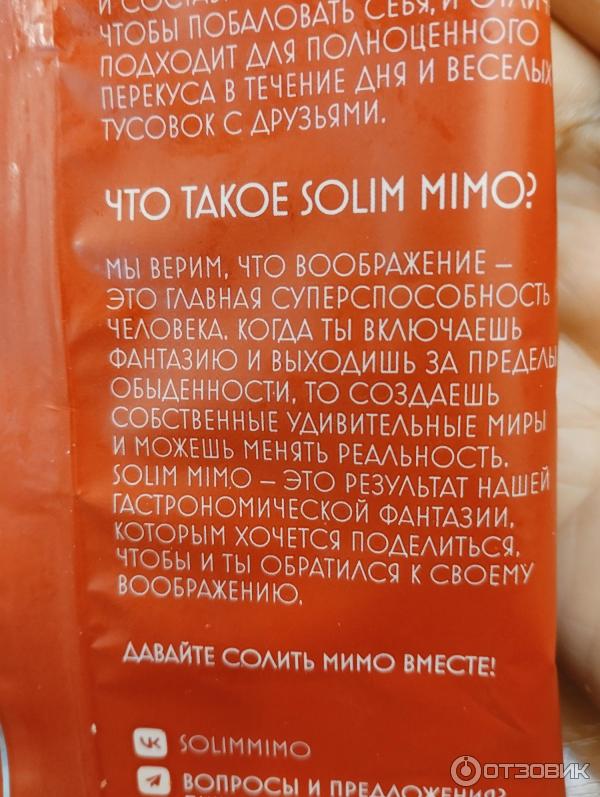 И СОСТА
ЧТОБЫ ПОБАЛОВАТЬ СЕБЯ, И ОТЛИЧ
ПОДХОДИТ ДЛЯ ПОЛНОЦЕННОГО
ПЕРЕКУСА В ТЕЧЕНИЕ ДНЯ И ВЕСЕЛЫХ
ТУСОВОК С ДРУЗЬЯМИ.
ЧТО ТАКОЕ SOLIM MIMO?
МЫ ВЕРИМ, ЧТО ВООБРАЖЕНИЕ –
ЭТО ГЛАВНАЯ СУПЕРСПОСОБНОСТЬ
ЧЕЛОВЕКА. КОГДА ТЫ ВКЛЮЧАЕШЬ
ФАНТАЗИЮ И ВЫХОДИШЬ ЗА ПРЕДЕЛЫ
ОБЫДЕННОСТИ, ТО СОЗДАЕШЬ
СОБСТВЕННЫЕ УДИВИТЕЛЬНЫЕ МИРЫ
И МОЖЕШЬ МЕНЯТЬ РЕАЛЬНОСТЬ.
SOLIM MIMO – ЭТО РЕЗУЛЬТАТ НАШЕЙ
ГАСТРОНОМИЧЕСКОЙ ФАНТАЗИИ,
КОТОРЫМ ХОЧЕТСЯ ПОДЕЛИТЬСЯ,
ЧТОБЫ И ТЫ ОБРАТИЛСЯ К СВОЕМУ
ВООБРАЖЕНИЮ.
ДАВАЙТЕ СОЛИТЬ МИМО ВМЕСТЕ!
SOLIMMIMO
ВОПРОСЫ И ПРЕДЛОЖЕНИЯ?
ОТЗОВИК